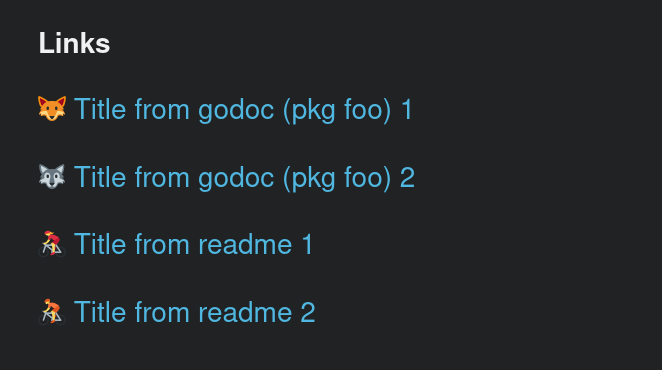 Links
🦊 Title from godoc (pkg foo) 1
🐺 Title from godoc (pkg foo) 2
🚴 Title from readme 1
🚴 Title from readme 2